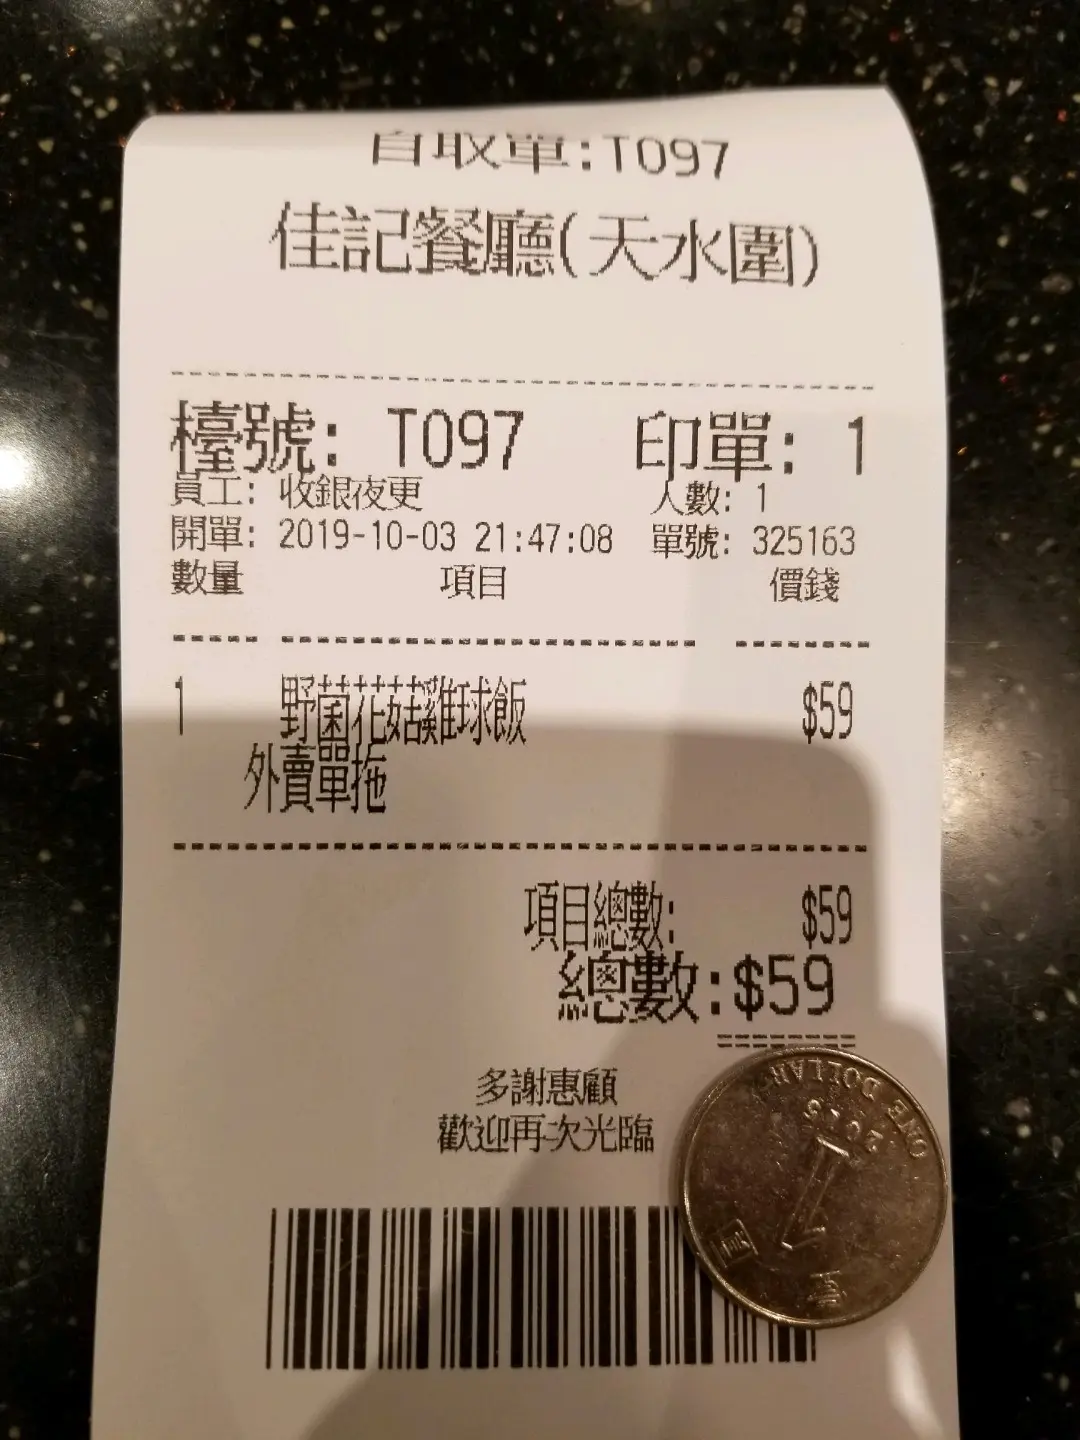 自取單:T097
佳記餐廳(天水圍)
檯號: T097 印單: 1
員工: 收銀夜更 人數: 1
開單: 2019-10-03 21:47:08 單號: 325163
數量 項目 價錢
1 野菌花菇雞球飯 $59
外賣單拖
項目總數: $59
總數:$59
多謝惠顧
歡迎再次光臨
ONE DOLLAR
1
壹
圓